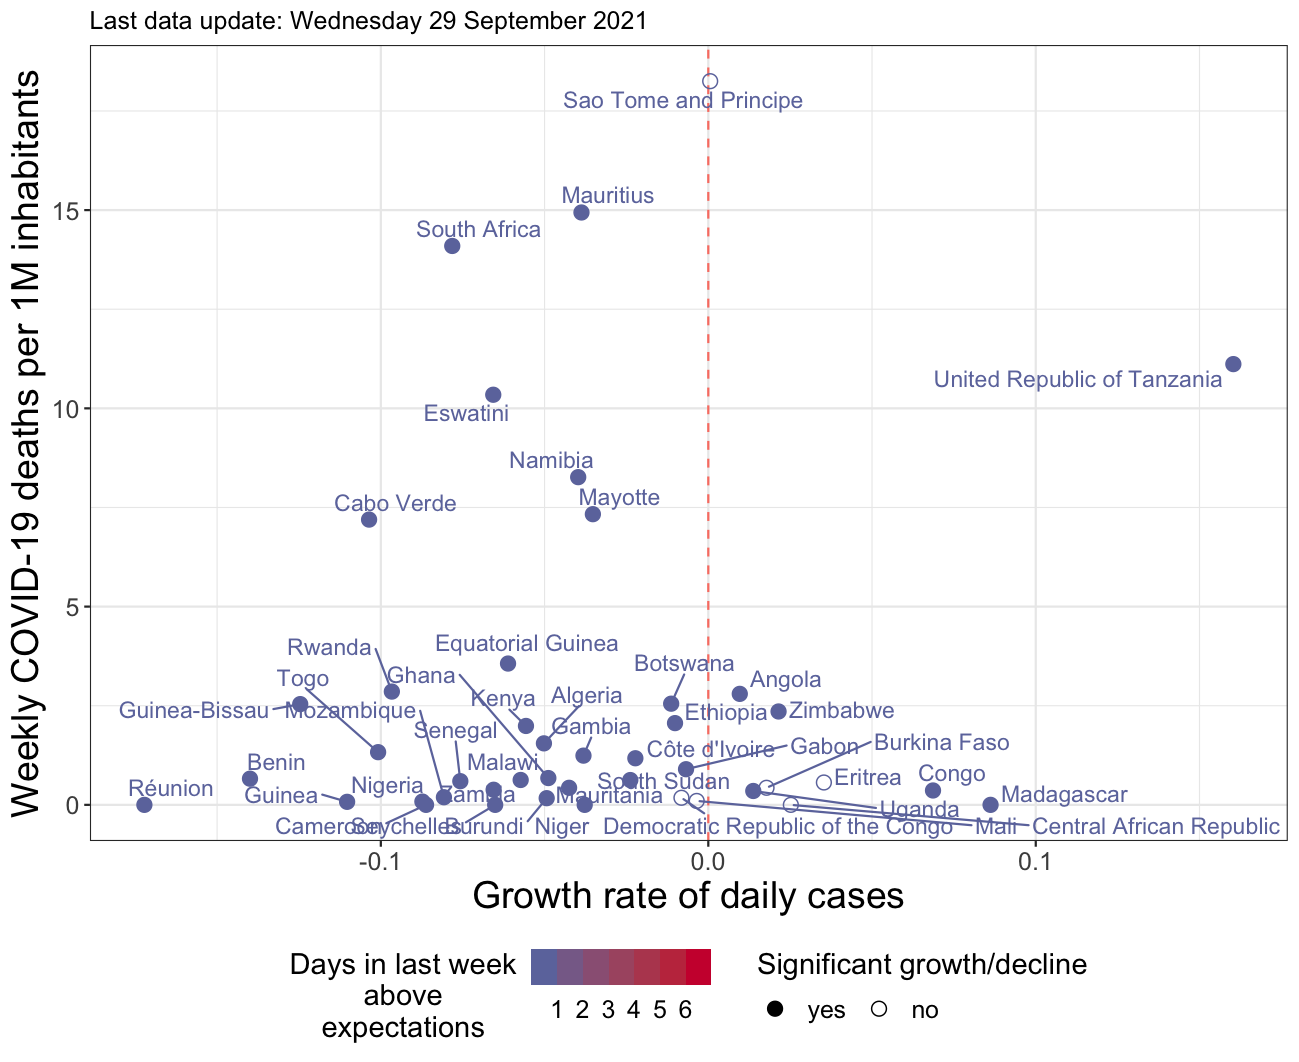 Last data update: Wednesday 29 September 2021
Weekly COVID-19 deaths per 1M inhabitants
Sao Tome and Principe
15
Mauritius
South Africa
United Republic of Tanzania
10
Eswatini
Namibia
Mayotte
Cabo Verde
5
Rwanda
Equatorial Guinea
Botswana
Togo
Ghana
Angola
Kenya
Algeria
Guinea-Bissau
Mozambique
Ethiopia
Zimbabwe
Senegal
Gambia
Côte d'Ivoire
Gabon
Burkina Faso
Benin
Malawi
South Sudan
Eritrea
Congo
Réunion
Guinea
Nigeria
Zambia
Mauritania
Uganda
Madagascar
0
Cameroon
Seychelles
Burundi
Niger
Democratic Republic of the Congo
Mali
Central African Republic
-0.1
0.0
0.1
Growth rate of daily cases
Days in last week
above
expectations
1 2 3 4 5 6
Significant growth/decline
yes
no